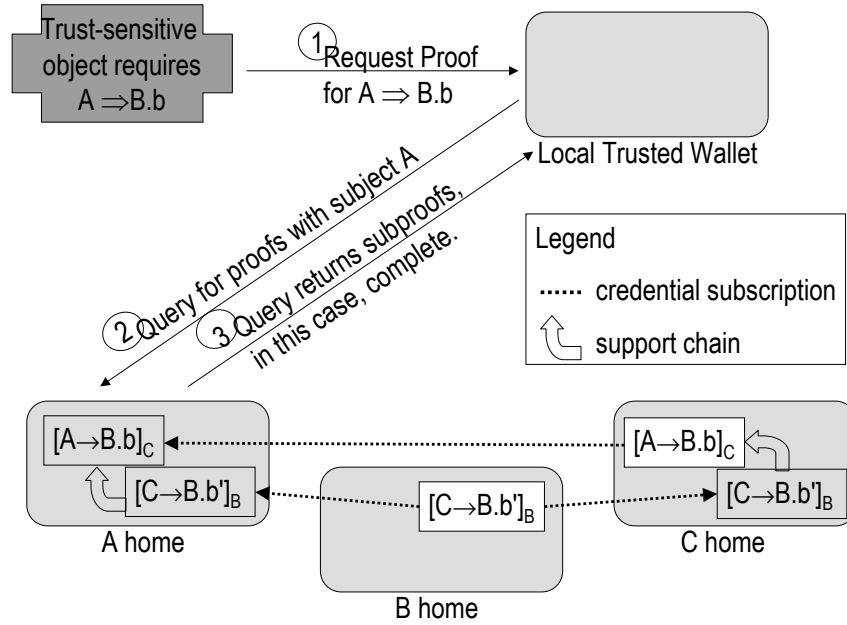 Trust-sensitive
object requires
A ⇒B.b
1
Request Proof
for A ⇒ B.b
Local Trusted Wallet
2 Query for proofs with subject A
3 Query returns subproofs,
in this case, complete.
Legend
credential subscription
support chain
[A→B.b]C
[C→B.b']B
A home
[C→B.b']B
B home
[A→B.b]C
[C→B.b']B
C home